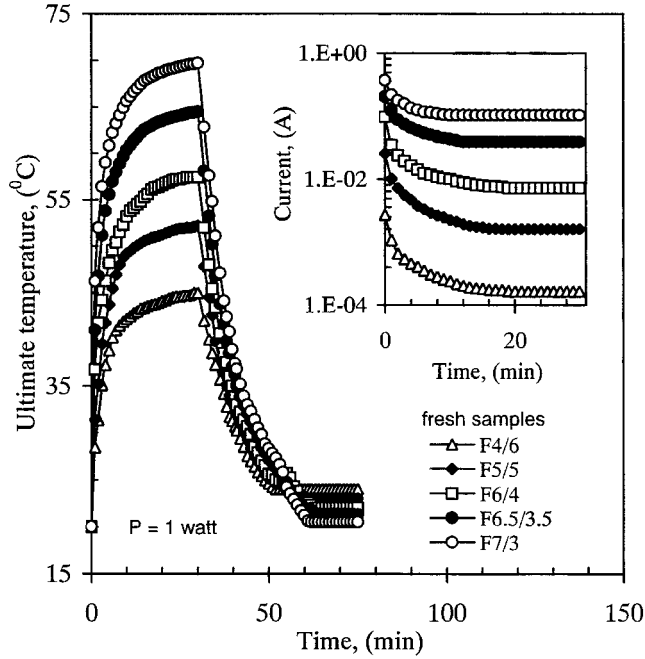 75
55
35
15
Ultimate temperature, (⁰C)
0
50
100
150
Time, (min)
P = 1 watt
1.E+00
1.E-02
1.E-04
Current, (A)
0
20
Time, (min)
fresh samples
F4/6
F5/5
F6/4
F6.5/3.5
F7/3